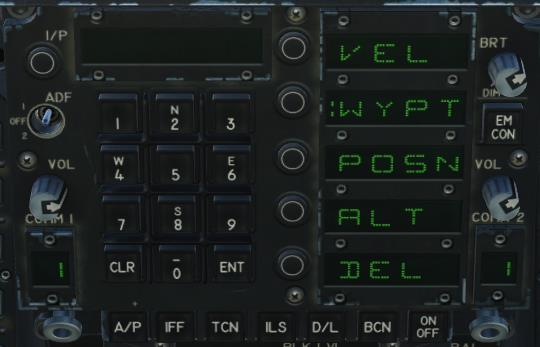 I/P
ADF
1
OFF
2
VOL
COMM 1
1
1
N
2
3
W
4
5
E
6
7
S
8
9
CLR
–
0
ENT
VEL
:WYPT
POSN
ALT
DEL
BRT
DIM
EM
CON
VOL
COMM 2
1
A/P
IFF
TCN
ILS
D/L
BCN
ON
OFF